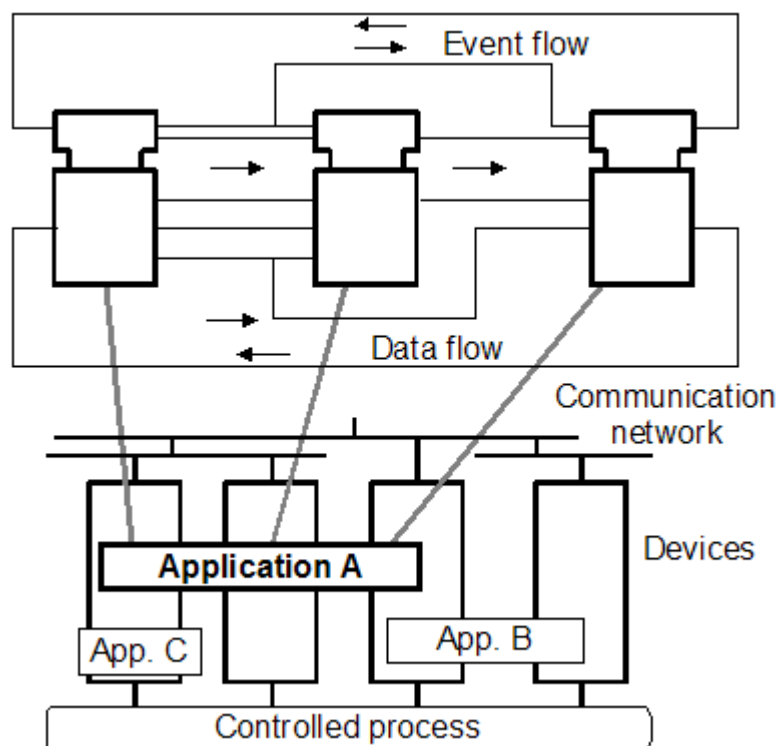 Event flow
Data flow
Communication
network
Devices
Application A
App. C
App. B
Controlled process